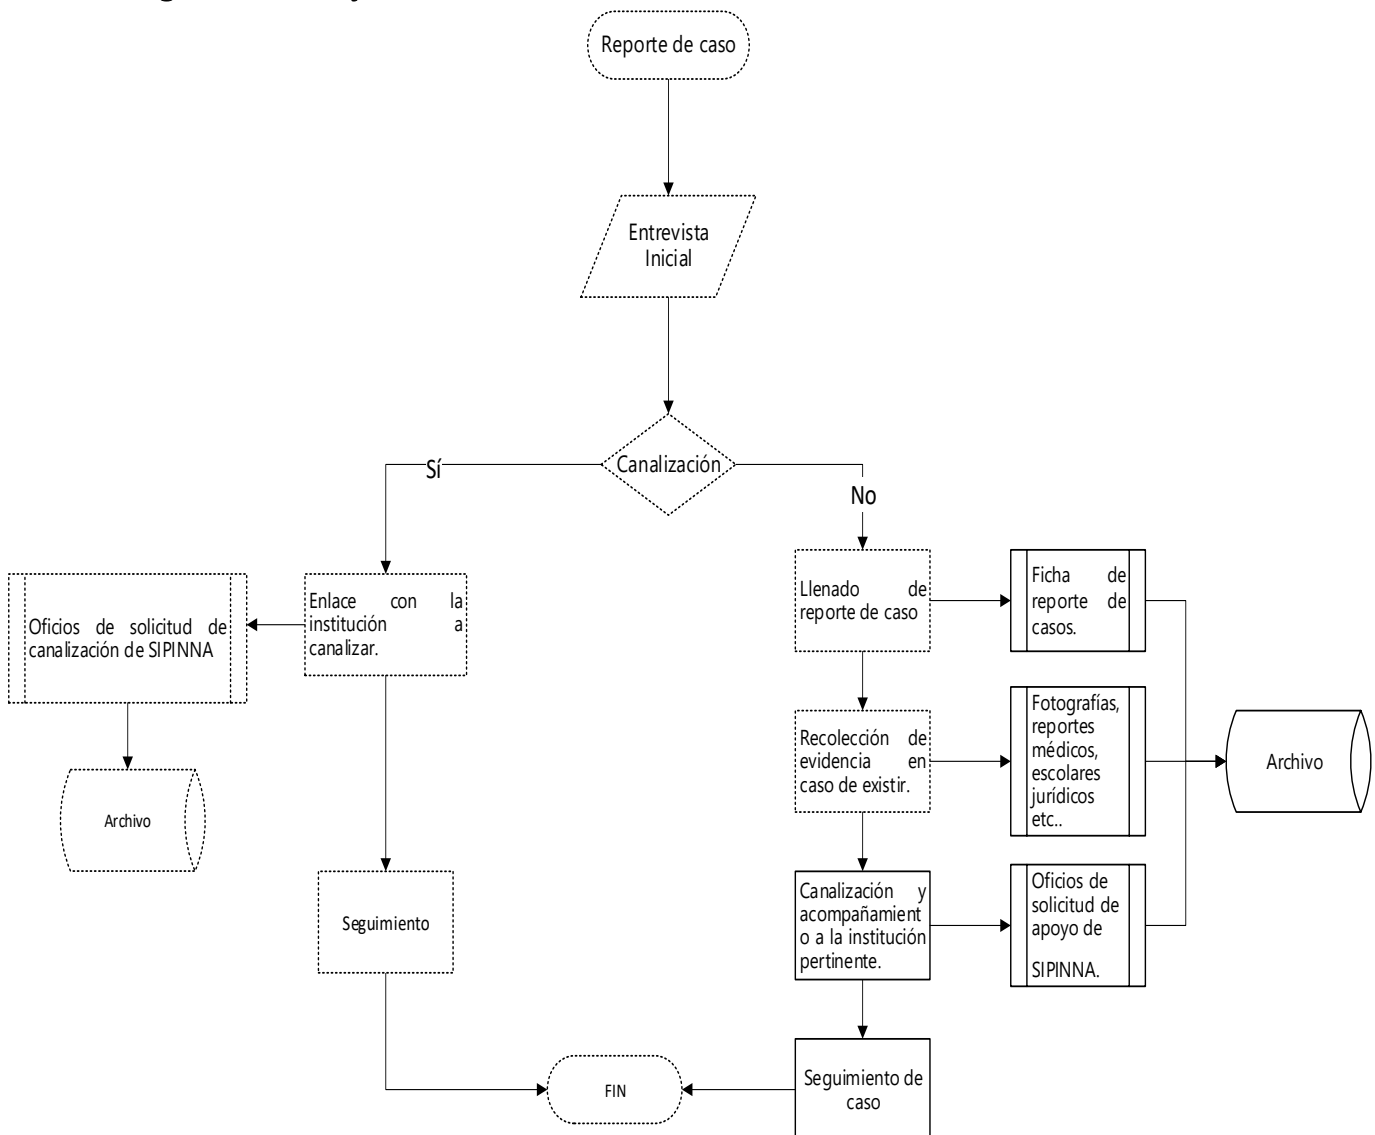 Reporte de caso
Entrevista
Inicial
Canalización
Sí
No
Oficios de solicitud de
canalización de SIPINNA
Archivo
Enlace con la
institución a
canalizar.
Seguimiento
Llenado de
reporte de caso
Ficha de
reporte de
casos.
Recolección de
evidencia en
caso de existir.
Fotografías,
reportes
médicos,
escolares
jurídicos
etc..
Archivo
Canalización y
acompañamient
o a la institución
pertinente.
Oficios de
solicitud de
apoyo de
SIPINNA.
Seguimiento de
caso
FIN